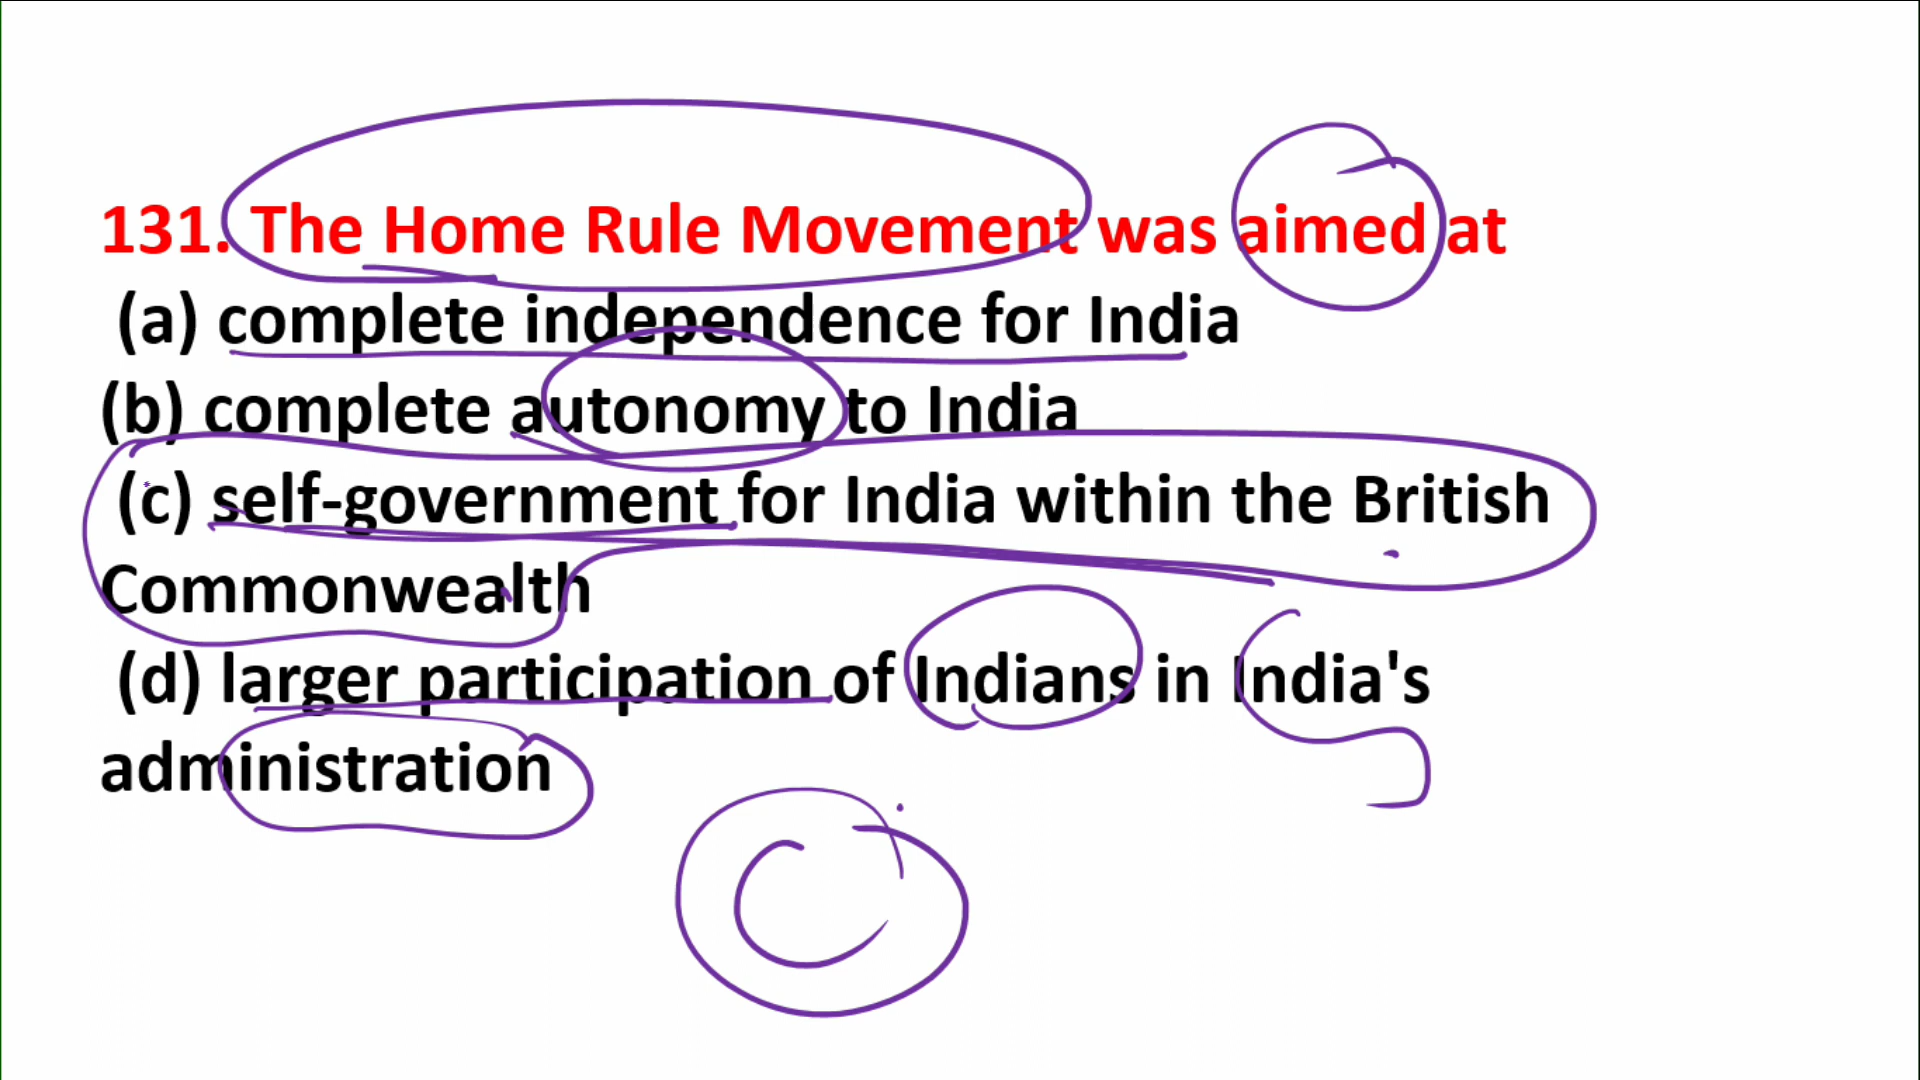 131. The Home Rule Movement was aimed at
(a) complete independence for India
(b) complete autonomy to India
(c) self-government for India within the British
Commonwealth
(d) larger participation of Indians in India's
administration
C